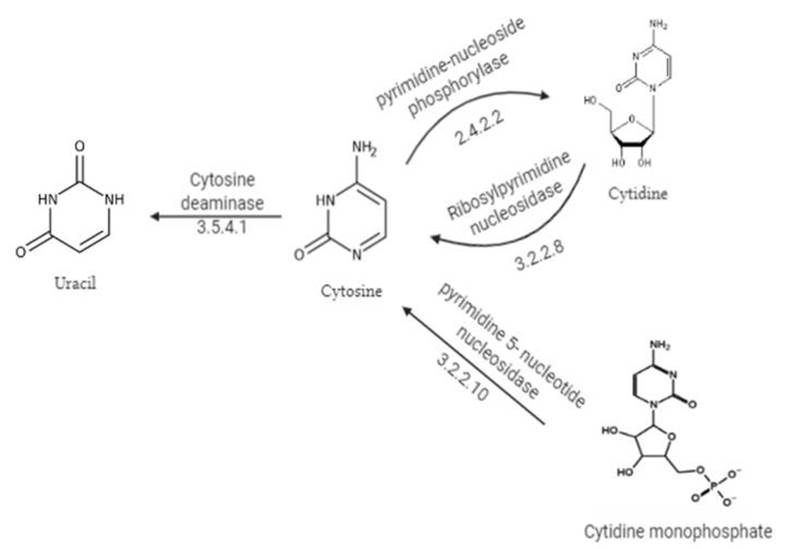 O
HN
NH
O
Uracil
Cytosine
deaminase
3.5.4.1
NH₂
HN
O
N
Cytosine
pyrimidine-nucleoside
phosphorylase
2.4.2.2
Ribosylpyrimidine
nucleosidase
3.2.2.8
NH₂
N
O
N
HO
O
HO
OH
Cytidine
pyrimidine 5- nucleotide
nucleosidase
3.2.2.10
NH₂
N
N
O
HO
O
HO
O
P
O⁻
O
O⁻
Cytidine monophosphate